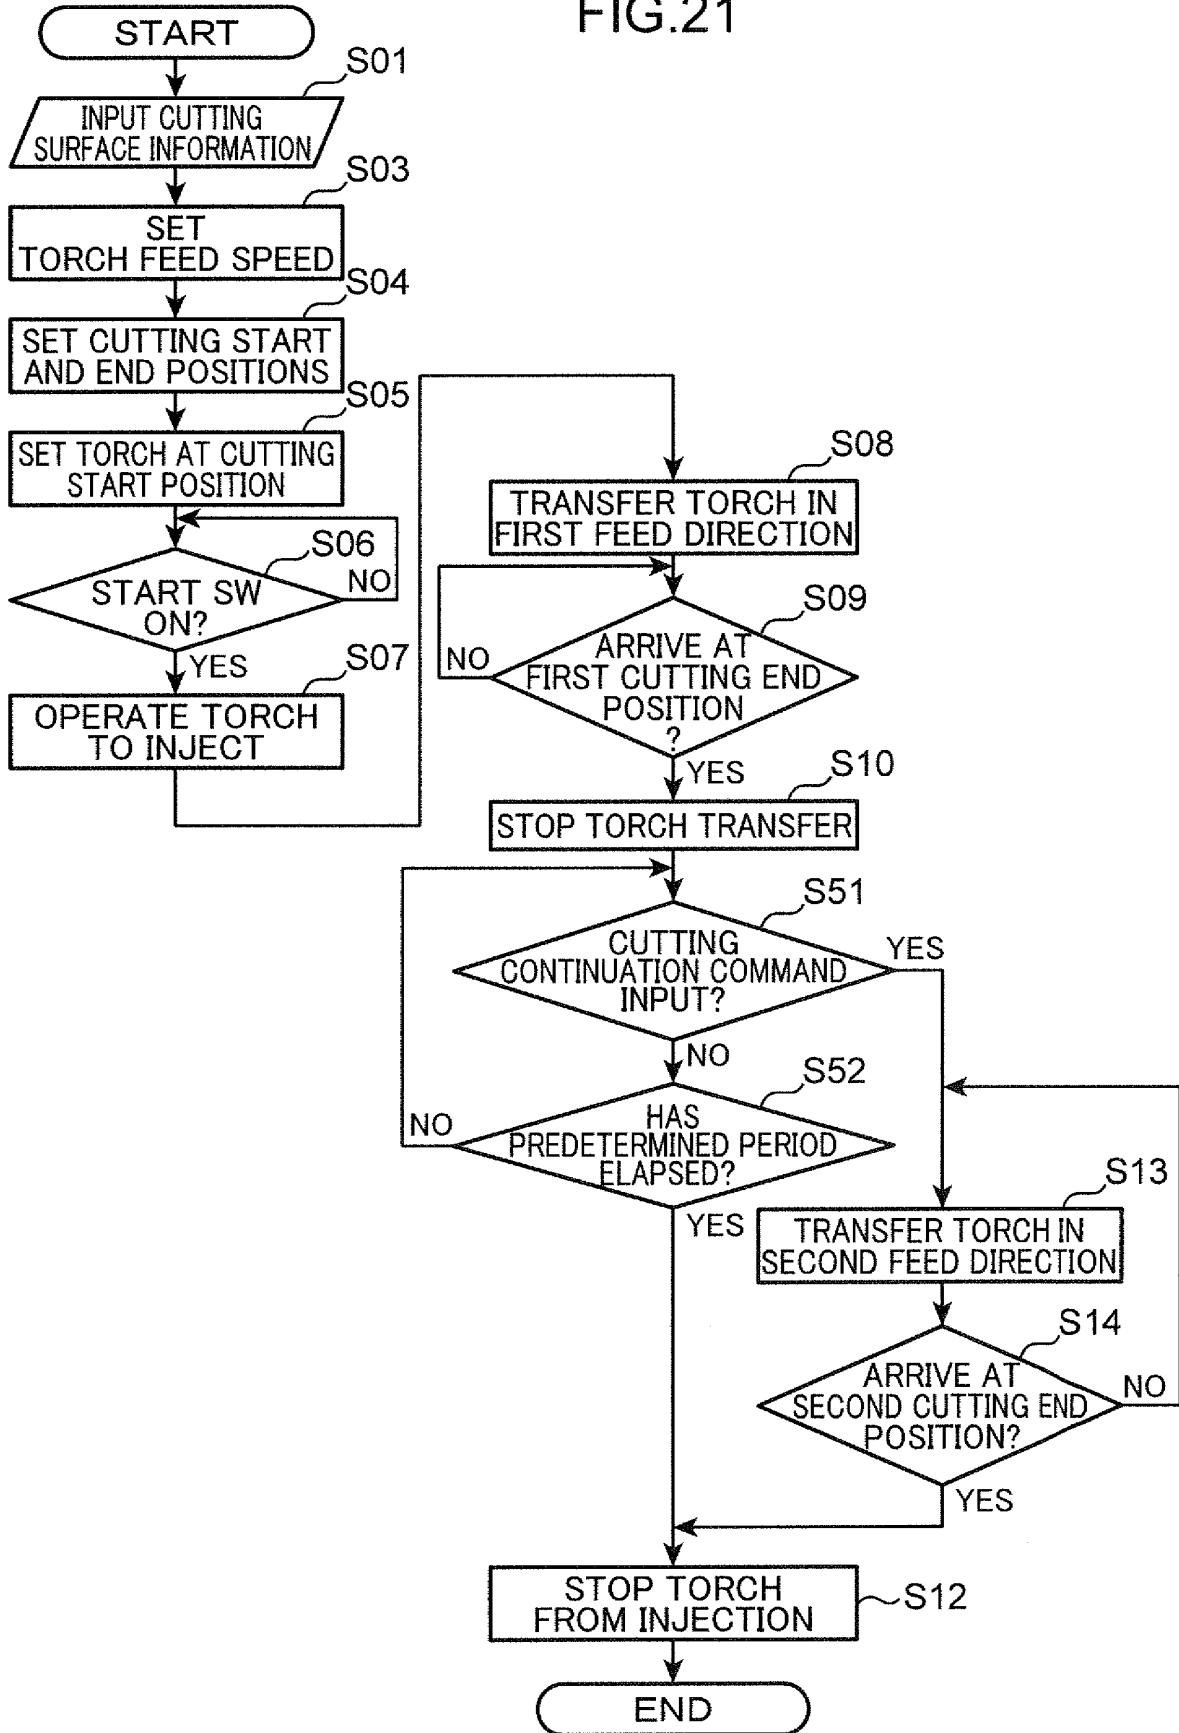 FIG.21
START
S01
INPUT CUTTING
SURFACE INFORMATION
S03
SET
TORCH FEED SPEED
S04
SET CUTTING START
AND END POSITIONS
S05
SET TORCH AT CUTTING
START POSITION
S06
START SW
ON?
NO
YES
S07
OPERATE TORCH
TO INJECT
S08
TRANSFER TORCH IN
FIRST FEED DIRECTION
S09
ARRIVE AT
FIRST CUTTING END
POSITION
?
NO
YES
S10
STOP TORCH TRANSFER
S51
CUTTING
CONTINUATION COMMAND
INPUT?
YES
NO
S52
HAS
PREDETERMINED PERIOD
ELAPSED?
NO
YES
S13
TRANSFER TORCH IN
SECOND FEED DIRECTION
S14
ARRIVE AT
SECOND CUTTING END
POSITION?
NO
YES
STOP TORCH
FROM INJECTION
S12
END